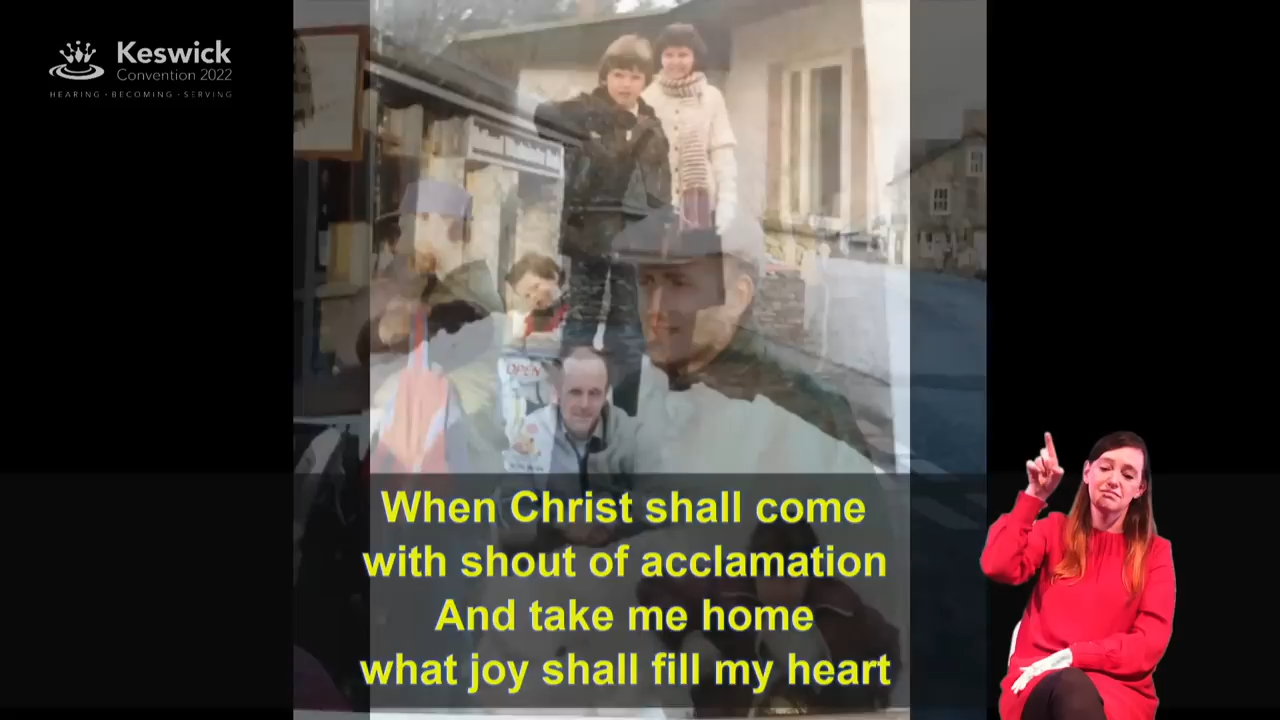 Keswick
Convention 2022
HEARING • BECOMING • SERVING
OPEN
When Christ shall come
with shout of acclamation
And take me home
what joy shall fill my heart